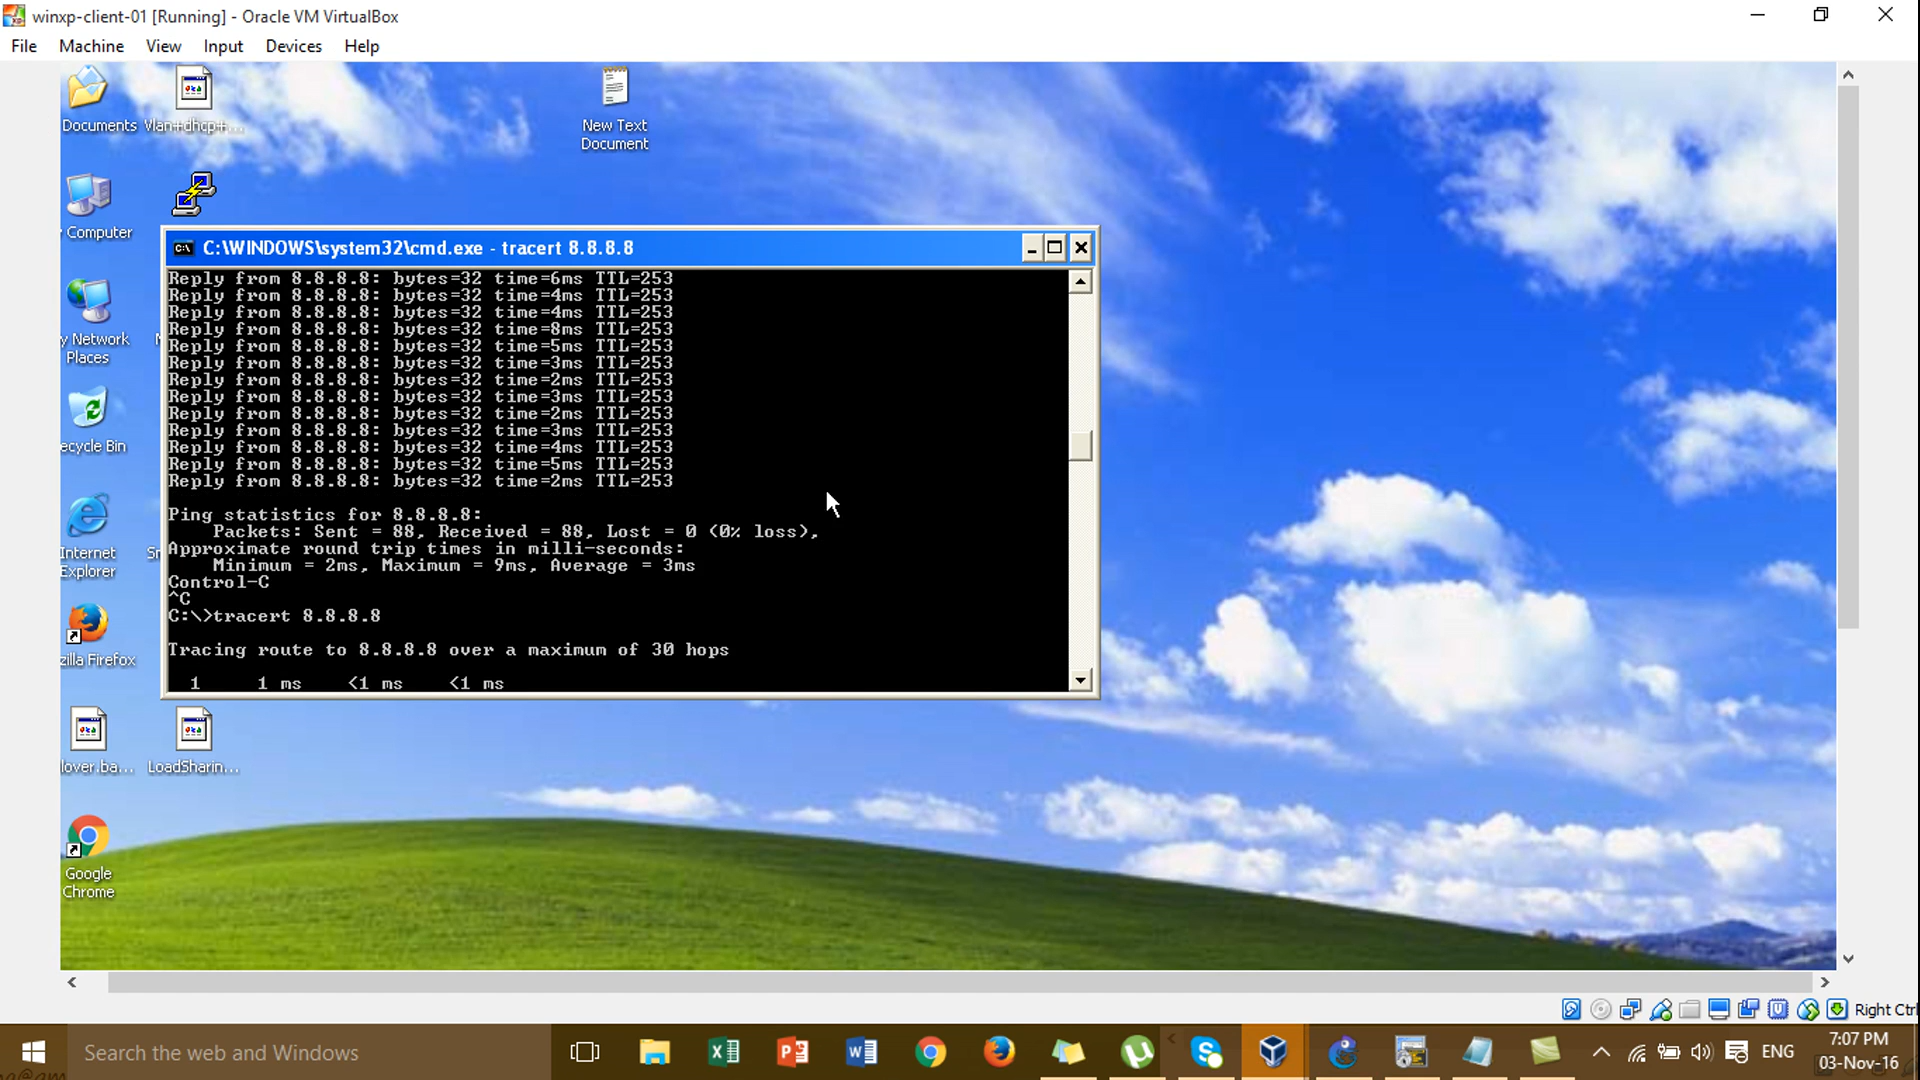 winxp-client-01 [Running] - Oracle VM VirtualBox
File Machine View Input Devices Help
Documents
Vlan+dhcp+...
New Text
Document
Computer
y Network
Places
ecycle Bin
Internet
Explorer
zilla Firefox
lover.ba...
LoadSharin...
Google
Chrome
C:\WINDOWS\system32\cmd.exe - tracert 8.8.8.8
Reply from 8.8.8.8: bytes=32 time=6ms TTL=253
Reply from 8.8.8.8: bytes=32 time=4ms TTL=253
Reply from 8.8.8.8: bytes=32 time=4ms TTL=253
Reply from 8.8.8.8: bytes=32 time=8ms TTL=253
Reply from 8.8.8.8: bytes=32 time=5ms TTL=253
Reply from 8.8.8.8: bytes=32 time=3ms TTL=253
Reply from 8.8.8.8: bytes=32 time=2ms TTL=253
Reply from 8.8.8.8: bytes=32 time=3ms TTL=253
Reply from 8.8.8.8: bytes=32 time=2ms TTL=253
Reply from 8.8.8.8: bytes=32 time=3ms TTL=253
Reply from 8.8.8.8: bytes=32 time=4ms TTL=253
Reply from 8.8.8.8: bytes=32 time=5ms TTL=253
Reply from 8.8.8.8: bytes=32 time=2ms TTL=253
Ping statistics for 8.8.8.8:
Packets: Sent = 88, Received = 88, Lost = 0 (0% loss),
Approximate round trip times in milli-seconds:
Minimum = 2ms, Maximum = 9ms, Average = 3ms
Control-C
^C
C:\>tracert 8.8.8.8
Tracing route to 8.8.8.8 over a maximum of 30 hops
1 1 ms <1 ms <1 ms
Right Ctrl
Search the web and Windows
ENG
7:07 PM
03-Nov-16